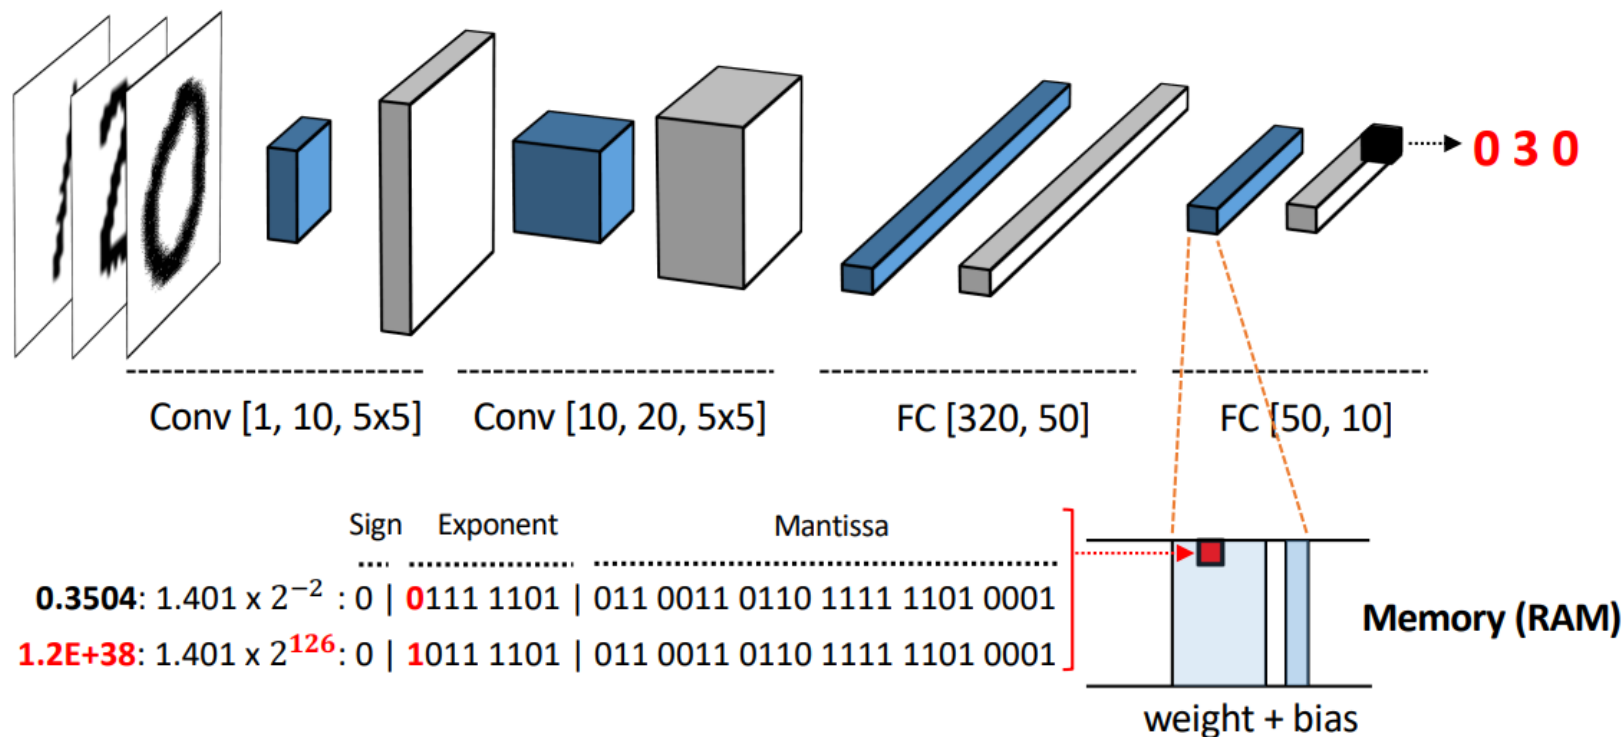 0 3 0
Conv [1, 10, 5x5] Conv [10, 20, 5x5] FC [320, 50] FC [50, 10]
Sign Exponent Mantissa
0.3504: 1.401 x 2⁻² : 0 | 0111 1101 | 011 0011 0110 1111 1101 0001
1.2E+38: 1.401 x 2¹²⁶: 0 | 1011 1101 | 011 0011 0110 1111 1101 0001
Memory (RAM)
weight + bias